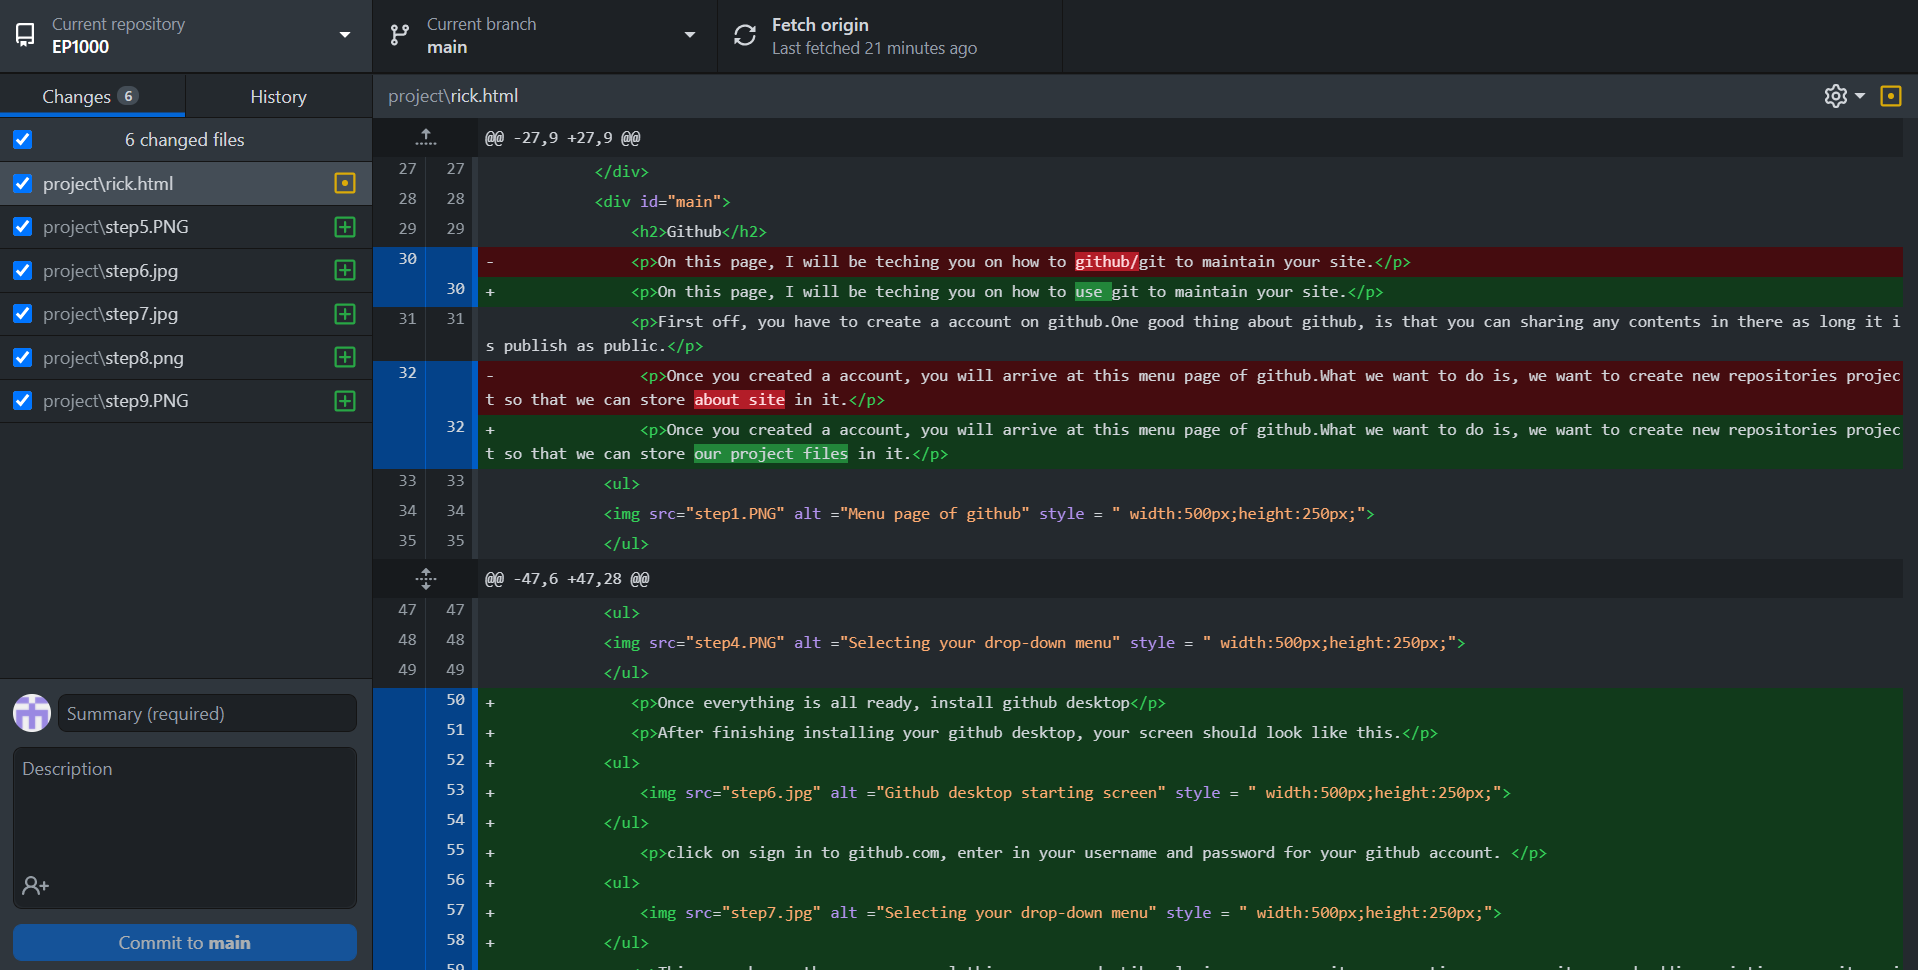 Current repository
EP1000
Current branch
main
Fetch origin
Last fetched 21 minutes ago
Changes 6
History
6 changed files
project\rick.html
project\step5.PNG
project\step6.jpg
project\step7.jpg
project\step8.png
project\step9.PNG
Summary (required)
Description
Commit to main
project\rick.html
@@ -27,9 +27,9 @@
27 27 </div>
28 28 <div id="main">
29 29 <h2>Github</h2>
30 - <p>On this page, I will be teching you on how to github/git to maintain your site.</p>
30 + <p>On this page, I will be teching you on how to use git to maintain your site.</p>
31 31 <p>First off, you have to create a account on github.One good thing about github, is that you can sharing any contents in there as long it i
s publish as public.</p>
32 - <p>Once you created a account, you will arrive at this menu page of github.What we want to do is, we want to create new repositories projec
t so that we can store about site in it.</p>
32 + <p>Once you created a account, you will arrive at this menu page of github.What we want to do is, we want to create new repositories projec
t so that we can store our project files in it.</p>
33 33 <ul>
34 34 <img src="step1.PNG" alt ="Menu page of github" style = " width:500px;height:250px;">
35 35 </ul>
@@ -47,6 +47,28 @@
47 47 <ul>
48 48 <img src="step4.PNG" alt ="Selecting your drop-down menu" style = " width:500px;height:250px;">
49 49 </ul>
50 + <p>Once everything is all ready, install github desktop</p>
51 + <p>After finishing installing your github desktop, your screen should look like this.</p>
52 + <ul>
53 + <img src="step6.jpg" alt ="Github desktop starting screen" style = " width:500px;height:250px;">
54 + </ul>
55 + <p>click on sign in to github.com, enter in your username and password for your github account. </p>
56 + <ul>
57 + <img src="step7.jpg" alt ="Selecting your drop-down menu" style = " width:500px;height:250px;">
58 + </ul>
59